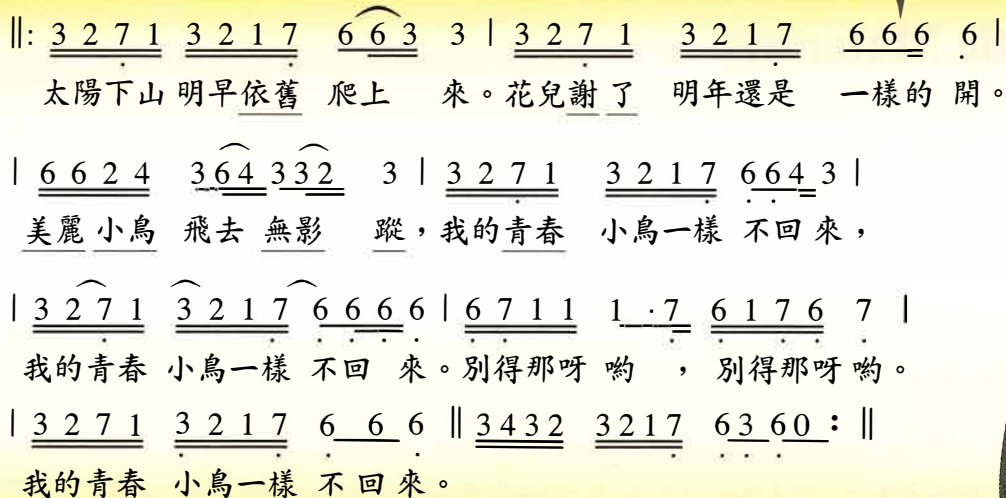 ‖: 3 2 7 1 3 2 1 7 6 6 3 3 | 3 2 7 1 3 2 1 7 6 6 6 6 |
太陽下山 明早依舊 爬上 來。花兒謝了 明年還是 一樣的 開。
| 6 6 2 4 3 6 4 3 3 2 3 | 3 2 7 1 3 2 1 7 6 6 4 3 |
美麗小鳥 飛去 無影 蹤，我的青春 小鳥一樣 不回來，
| 3 2 7 1 3 2 1 7 6 6 6 6 | 6 7 1 1 1 · 7 6 1 7 6 7 |
我的青春 小鳥一樣 不回 來。別得那呀 喲 ， 別得那呀 喲。
| 3 2 7 1 3 2 1 7 6 6 6 ‖ 3 4 3 2 3 2 1 7 6 3 6 0 : ‖
我的青春 小鳥一樣 不回來。